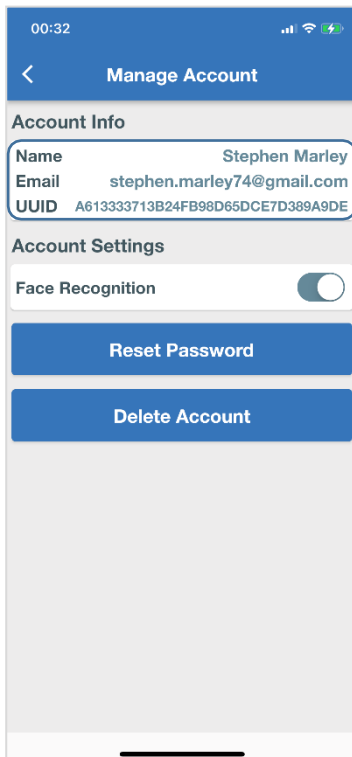 00:32
Manage Account
Account Info
Name Stephen Marley
Email stephen.marley74@gmail.com
UUID A613333713B24FB98D65DCE7D389A9DE
Account Settings
Face Recognition
Reset Password
Delete Account